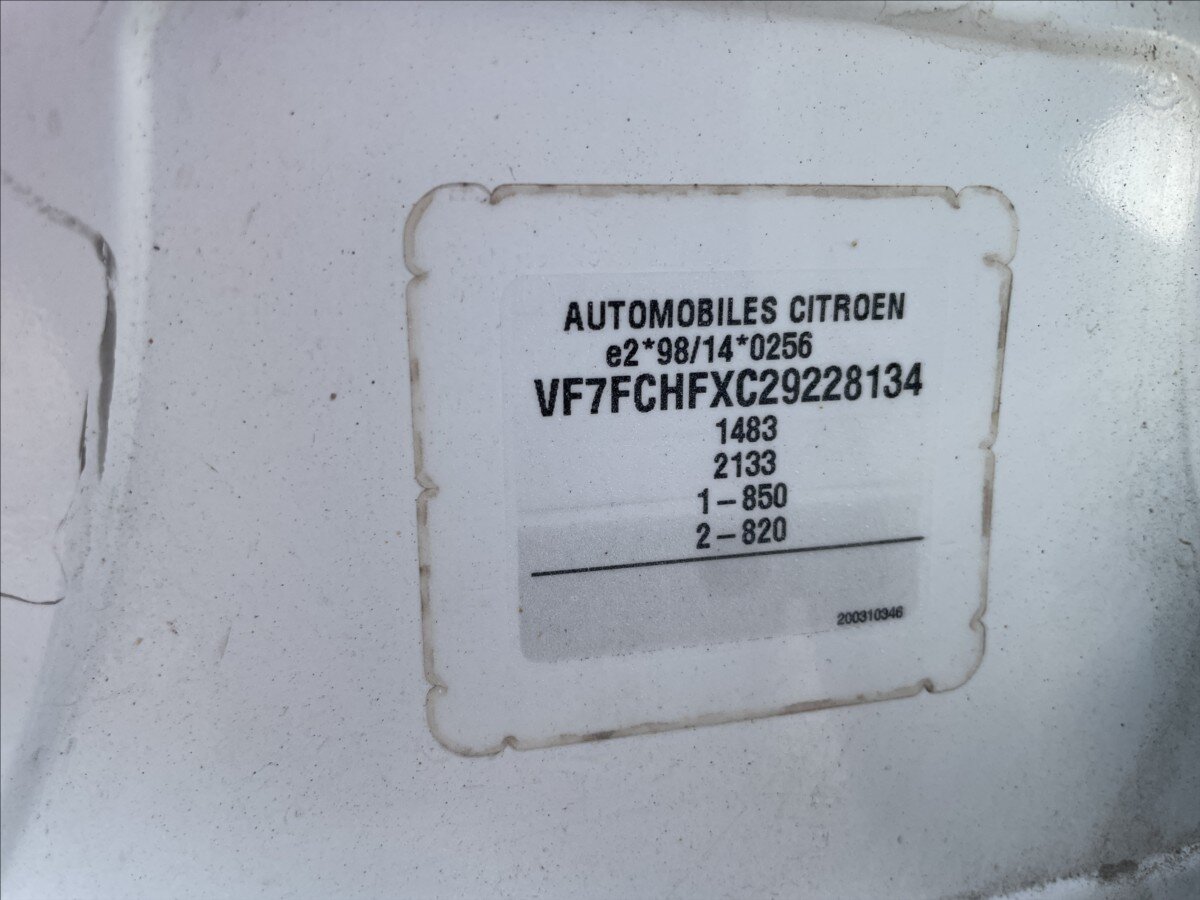 AUTOMOBILES CITROEN
e2*98/14*0256
VF7FCHFXC29228134
1483
2133
1-850
2-820
200310346